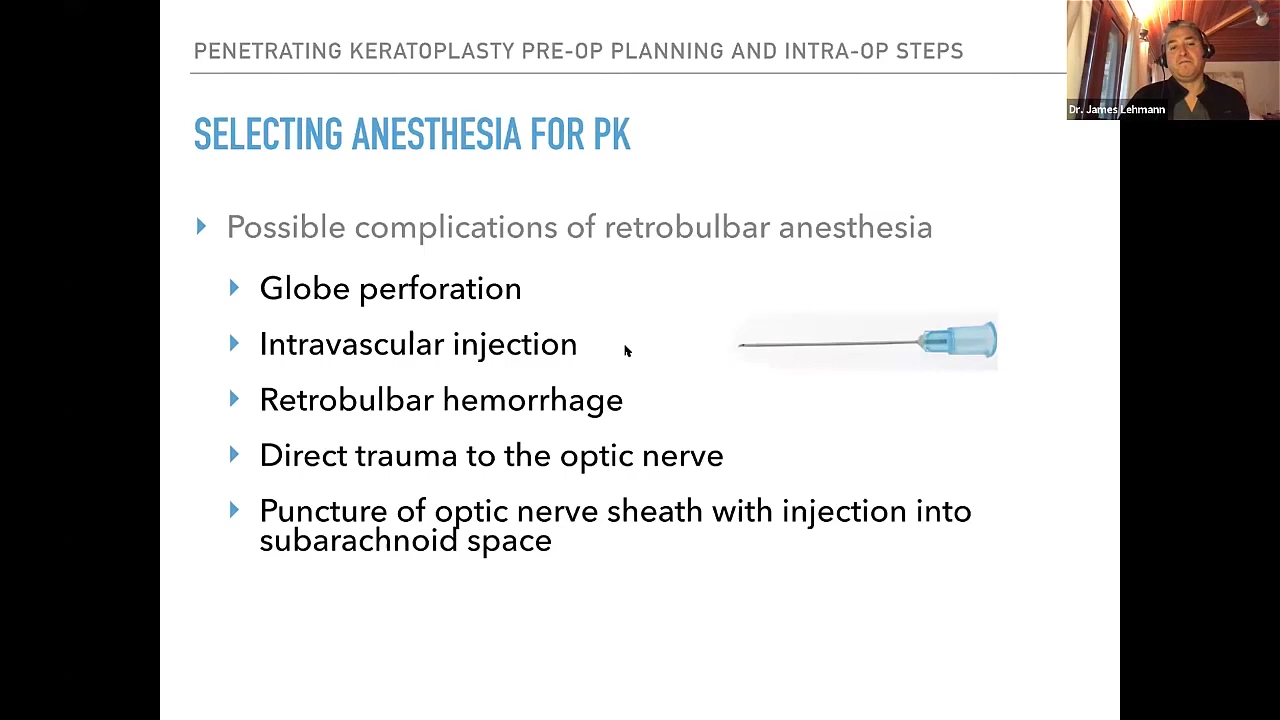 PENETRATING KERATOPLASTY PRE-OP PLANNING AND INTRA-OP STEPS
Dr. James Lehmann
SELECTING ANESTHESIA FOR PK
Possible complications of retrobulbar anesthesia
Globe perforation
Intravascular injection
Retrobulbar hemorrhage
Direct trauma to the optic nerve
Puncture of optic nerve sheath with injection into
subarachnoid space